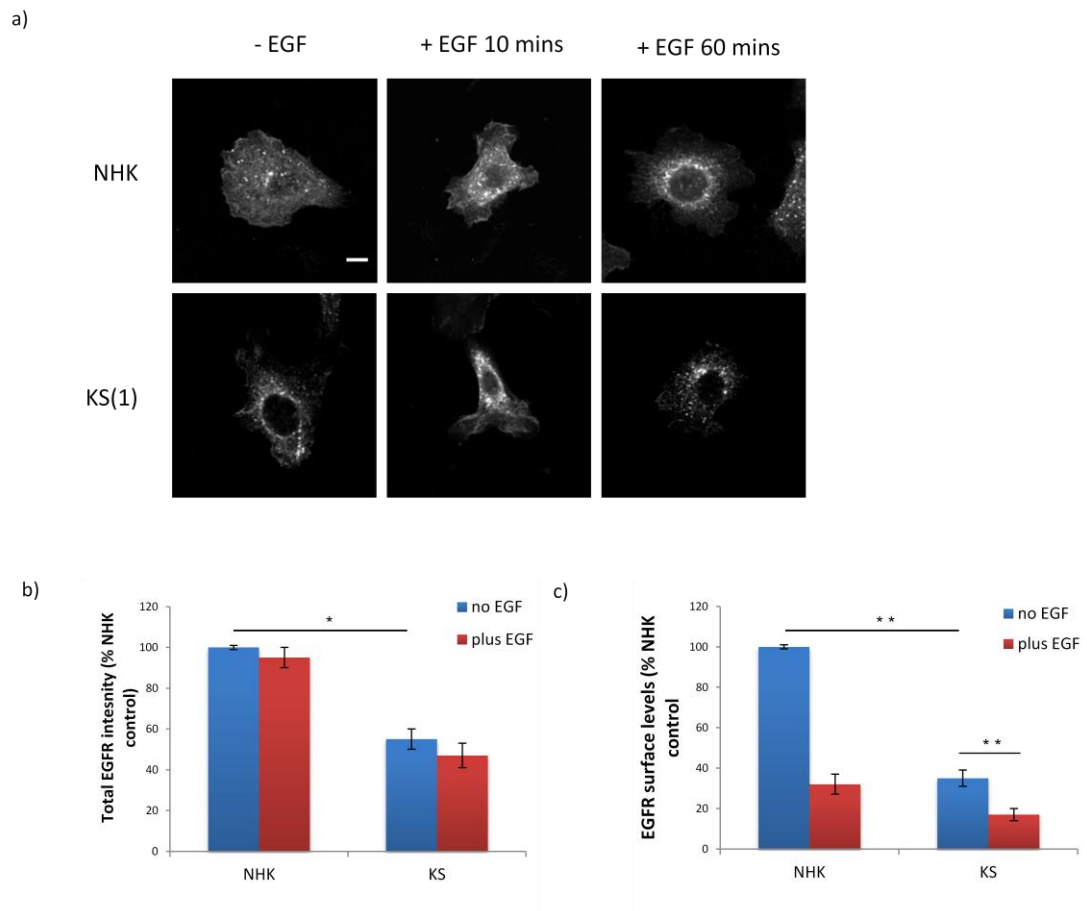 a)
- EGF
+ EGF 10 mins
+ EGF 60 mins
NHK
KS(1)
b)
Total EGFR intesnity (% NHK
control)
120
100
80
60
40
20
0
*
no EGF
plus EGF
NHK
KS
c)
EGFR surface levels (% NHK
control
120
100
80
60
40
20
0
* *
* *
no EGF
plus EGF
NHK
KS